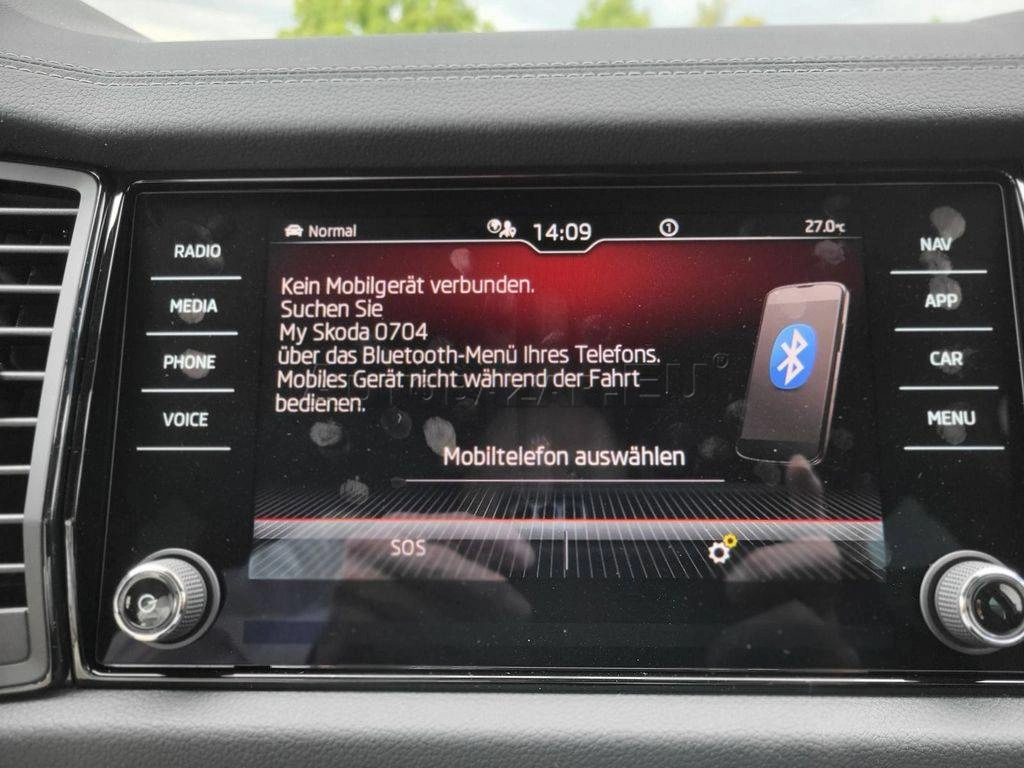 Normal 14:09 1 27.0°C
RADIO
MEDIA
PHONE
VOICE
Kein Mobilgerät verbunden.
Suchen Sie
My Skoda 0704
über das Bluetooth-Menü Ihres Telefons.
Mobiles Gerät nicht während der Fahrt
bedienen.
Mobiltelefon auswählen
SOS
NAV
APP
CAR
MENU